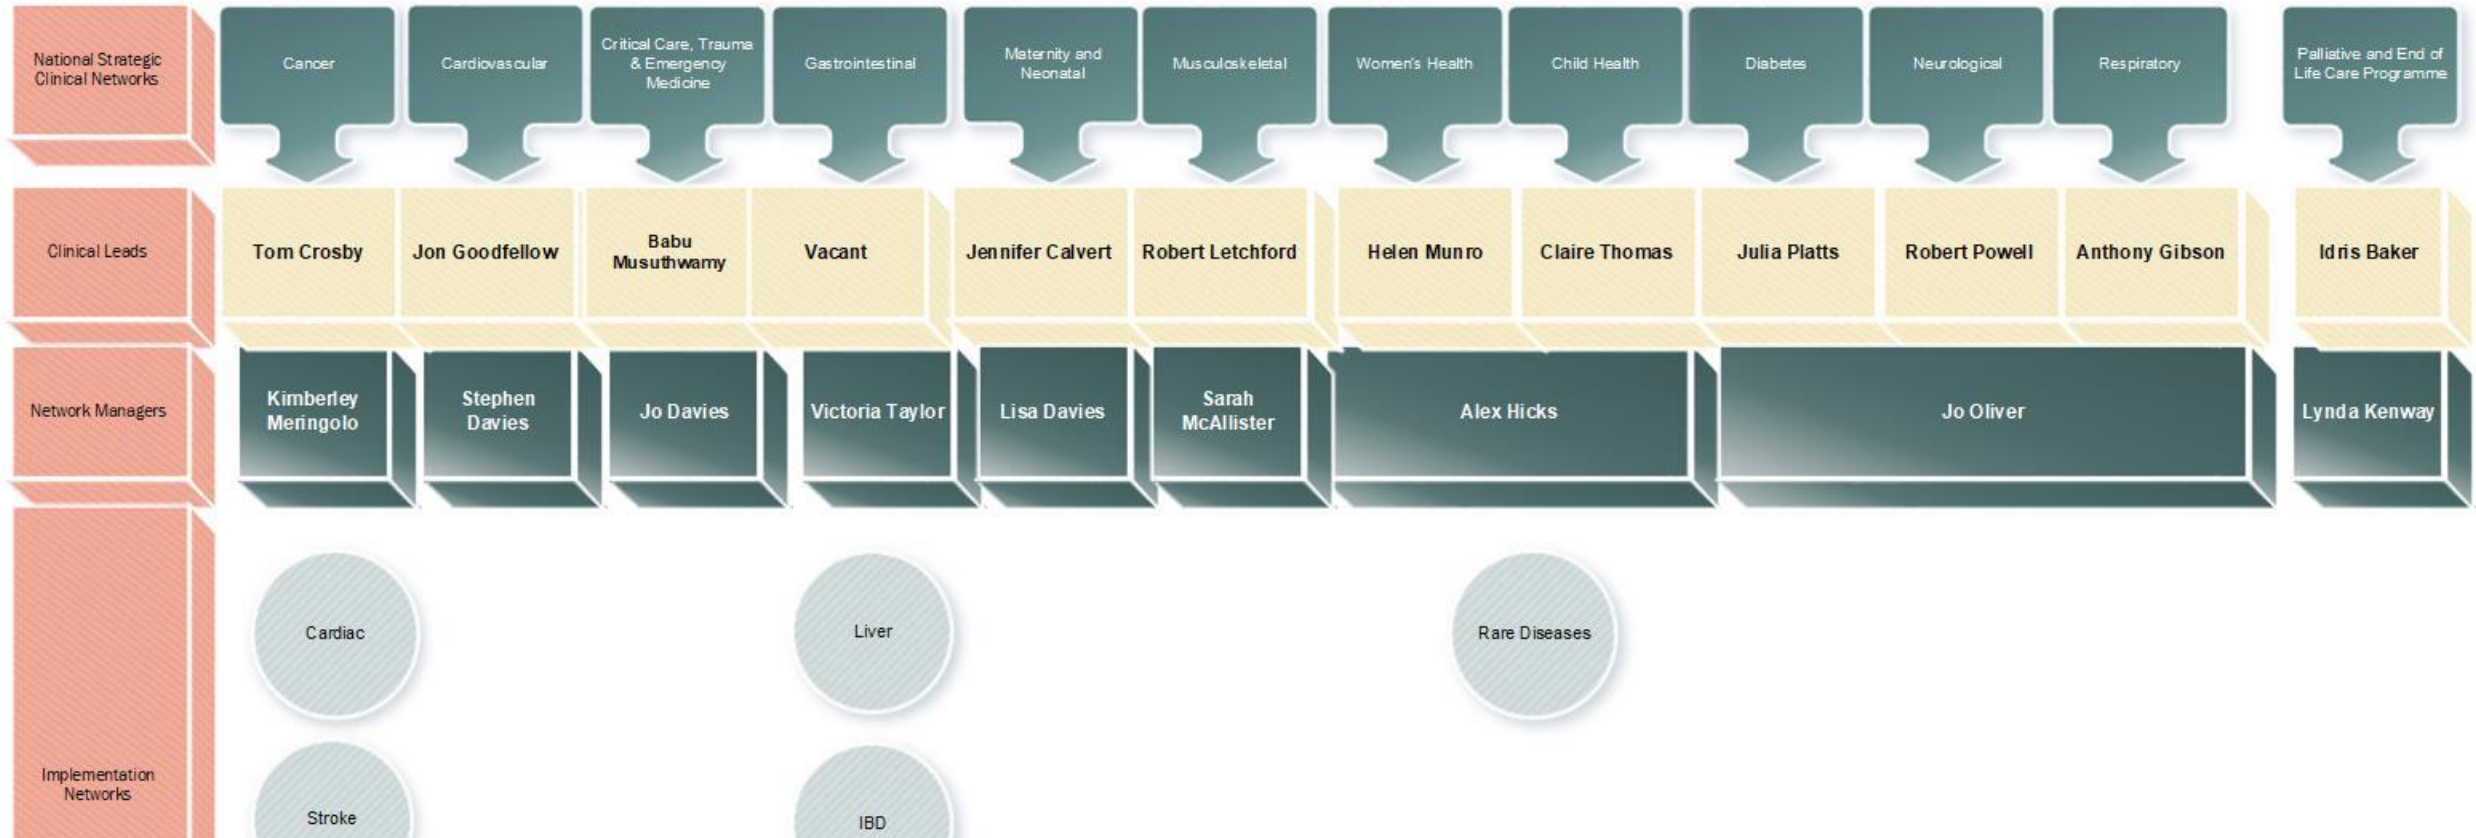 National Strategic
Clinical Networks
Cancer
Cardiovascular
Critical Care, Trauma
& Emergency
Medicine
Gastrointestinal
Maternity and
Neonatal
Musculoskeletal
Women's Health
Child Health
Diabetes
Neurological
Respiratory
Palliative and End of
Life Care Programme
Clinical Leads
Tom Crosby
Jon Goodfellow
Babu
Musuthwamy
Vacant
Jennifer Calvert
Robert Letchford
Helen Munro
Claire Thomas
Julia Platts
Robert Powell
Anthony Gibson
Idris Baker
Network Managers
Kimberley
Meringolo
Stephen
Davies
Jo Davies
Victoria Taylor
Lisa Davies
Sarah
McAllister
Alex Hicks
Jo Oliver
Lynda Kenway
Implementation
Networks
Cardiac
Liver
Rare Diseases
Stroke
IBD